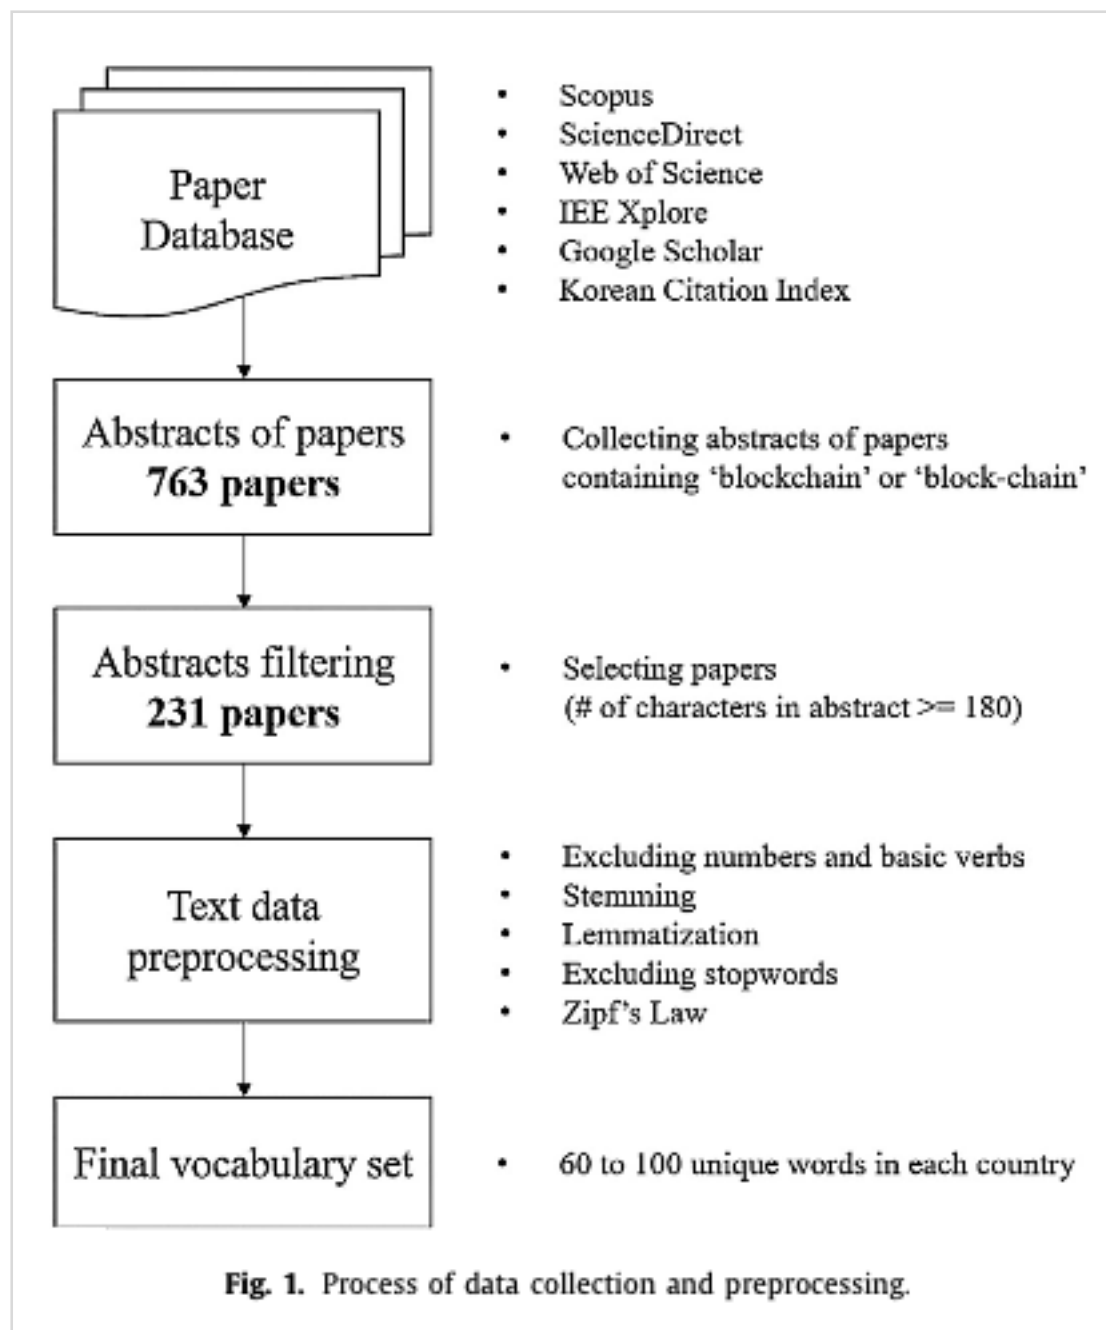 Paper
Database
• Scopus
• ScienceDirect
• Web of Science
• IEE Xplore
• Google Scholar
• Korean Citation Index
Abstracts of papers
763 papers
• Collecting abstracts of papers
containing ‘blockchain’ or ‘block-chain’
Abstracts filtering
231 papers
• Selecting papers
(# of characters in abstract >= 180)
Text data
preprocessing
• Excluding numbers and basic verbs
• Stemming
• Lemmatization
• Excluding stopwords
• Zipf’s Law
Final vocabulary set
• 60 to 100 unique words in each country
Fig. 1. Process of data collection and preprocessing.